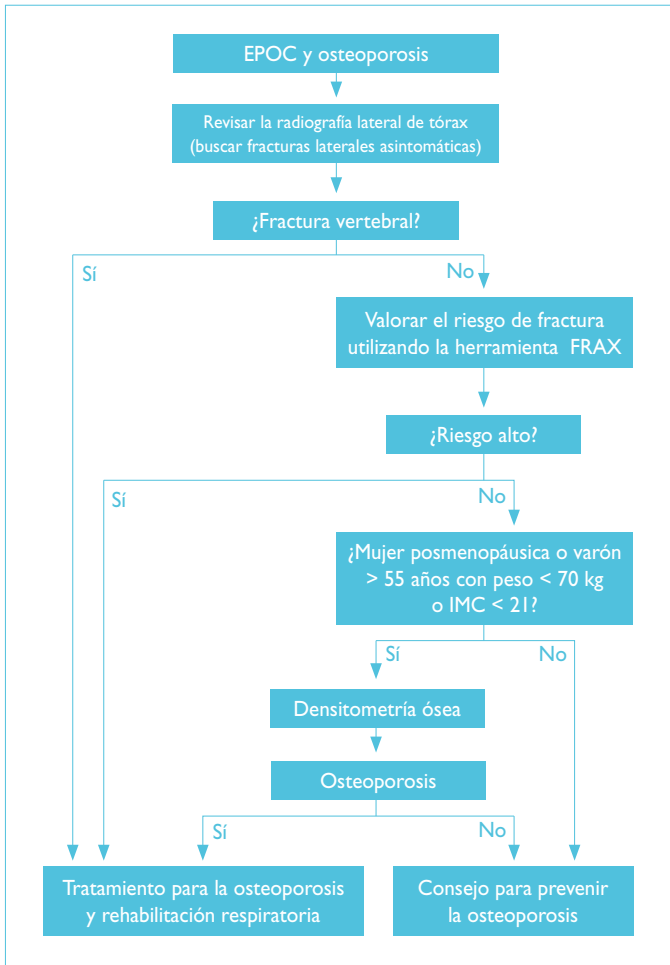 EPOC y osteoporosis
Revisar la radiografía lateral de tórax
(buscar fracturas laterales asintomáticas)
¿Fractura vertebral?
Sí
No
Valorar el riesgo de fractura
utilizando la herramienta FRAX
¿Riesgo alto?
Sí
No
¿Mujer posmenopáusica o varón
> 55 años con peso < 70 kg
o IMC < 21?
Sí
No
Densitometría ósea
Osteoporosis
Sí
No
Tratamiento para la osteoporosis
y rehabilitación respiratoria
Consejo para prevenir
la osteoporosis